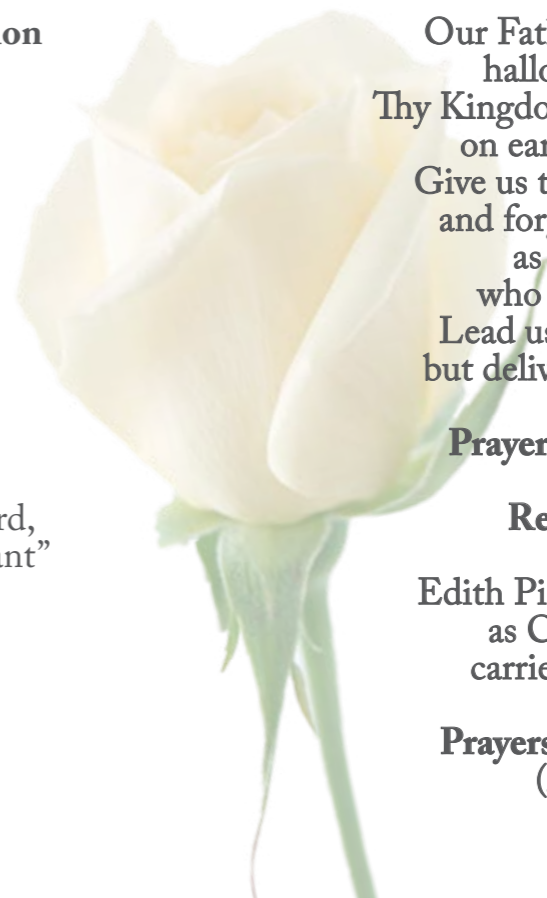 on
rd,
ant”
Our Fat
hallo
Thy Kingdo
on ear
Give us t
and forg
as
who
Lead us
but deliv
Prayer
Re
Edith Pi
as C
carrie
Prayers
(